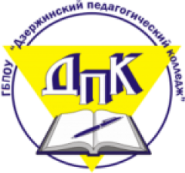 ГБПОУ "Дзержинский педагогический колледж"
ДПК